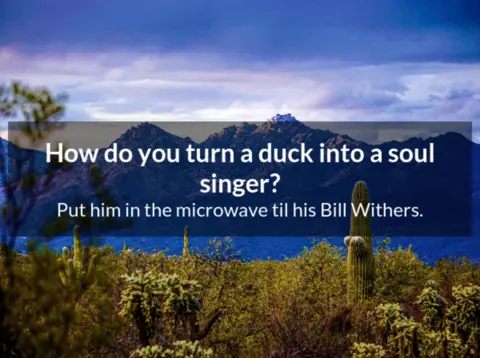 How do you turn a duck into a soul
singer?
Put him in the microwave til his Bill Withers.